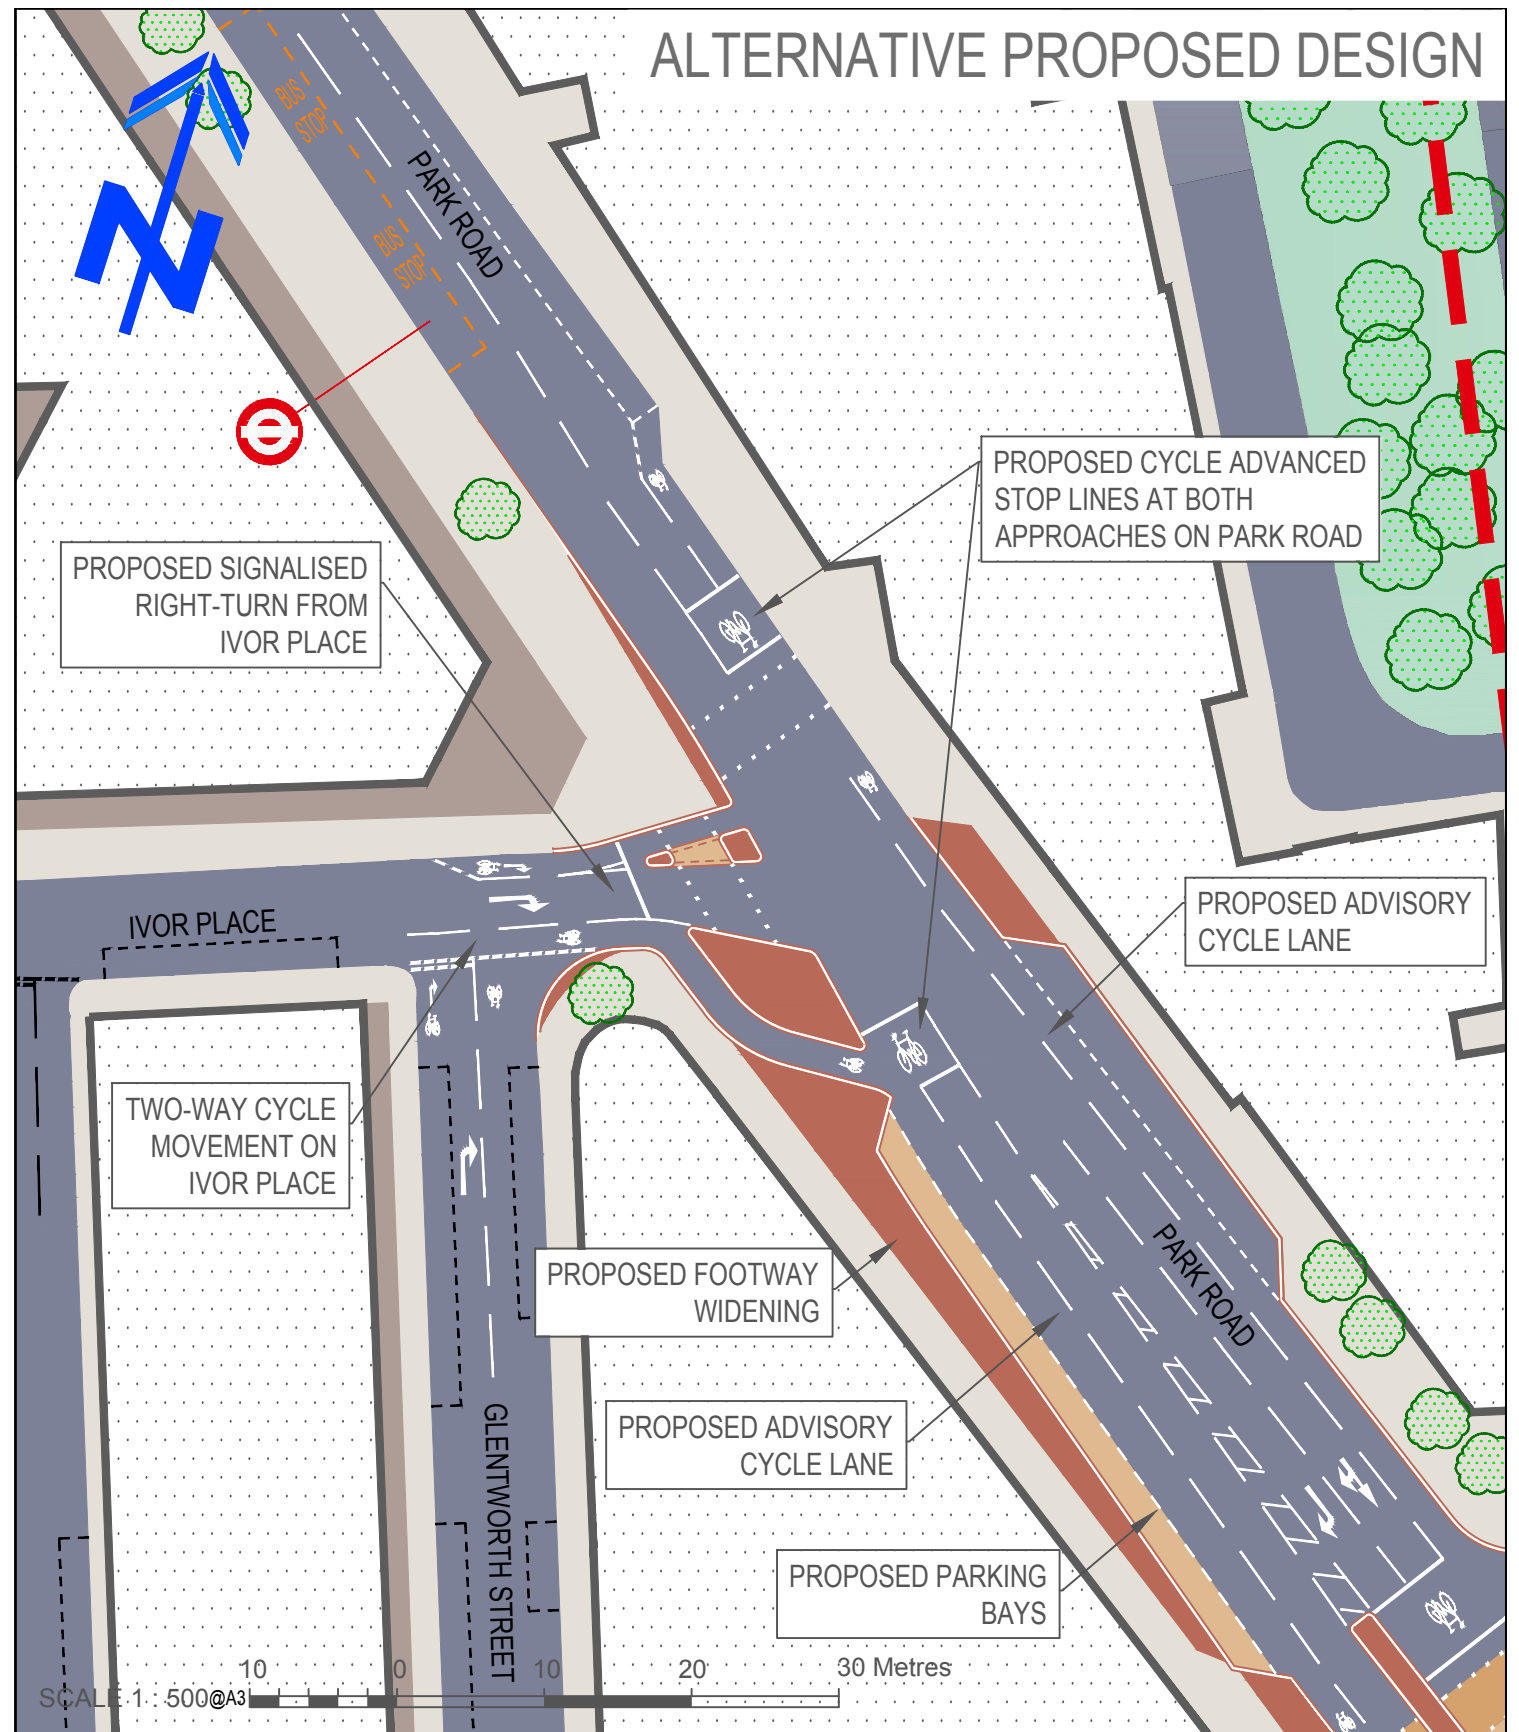 ALTERNATIVE PROPOSED DESIGN
BUS
STOP
BUS
STOP
PARK ROAD
N
PROPOSED CYCLE ADVANCED
STOP LINES AT BOTH
APPROACHES ON PARK ROAD
PROPOSED SIGNALISED
RIGHT-TURN FROM
IVOR PLACE
IVOR PLACE
PROPOSED ADVISORY
CYCLE LANE
TWO-WAY CYCLE
MOVEMENT ON
IVOR PLACE
PROPOSED FOOTWAY
WIDENING
PARK ROAD
PROPOSED ADVISORY
CYCLE LANE
GLENTWORTH STREET
PROPOSED PARKING
BAYS
10 0 10 20 30 Metres
SCALE 1 : 500@A3